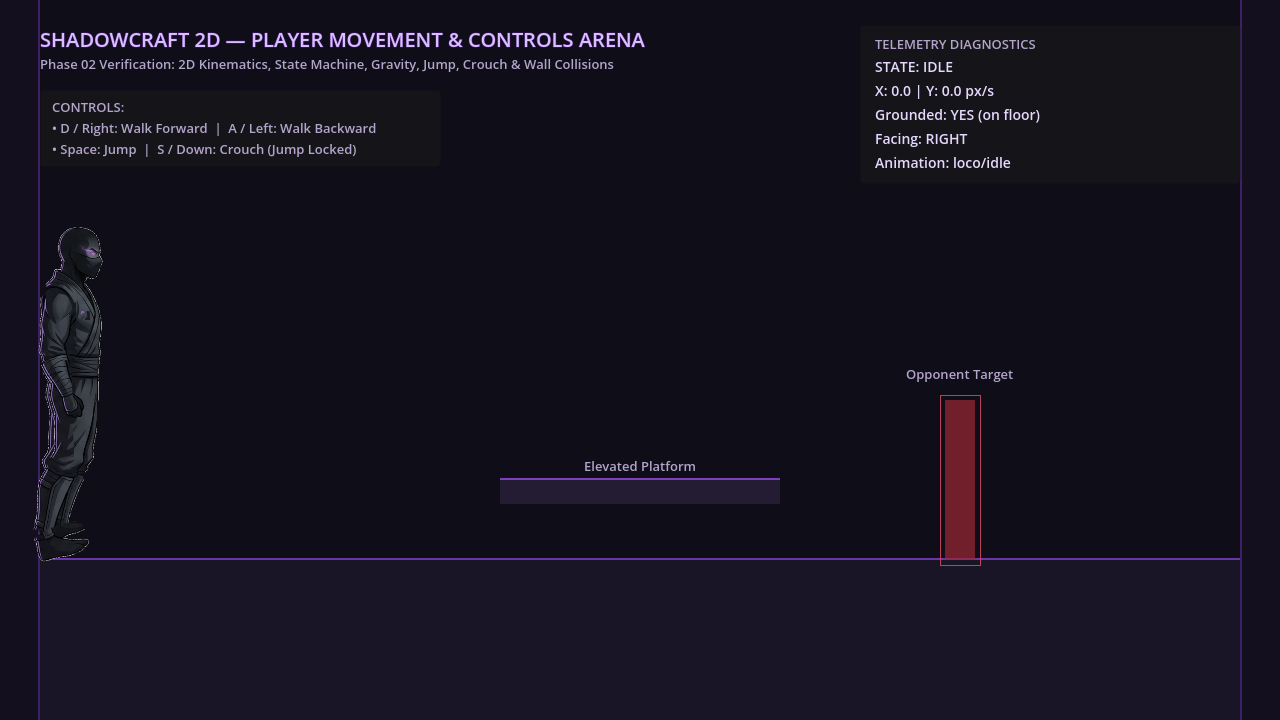 SHADOWCRAFT 2D — PLAYER MOVEMENT & CONTROLS ARENA
Phase 02 Verification: 2D Kinematics, State Machine, Gravity, Jump, Crouch & Wall Collisions
CONTROLS:
• D / Right: Walk Forward | A / Left: Walk Backward
• Space: Jump | S / Down: Crouch (Jump Locked)
TELEMETRY DIAGNOSTICS
STATE: IDLE
X: 0.0 | Y: 0.0 px/s
Grounded: YES (on floor)
Facing: RIGHT
Animation: loco/idle
Opponent Target
Elevated Platform